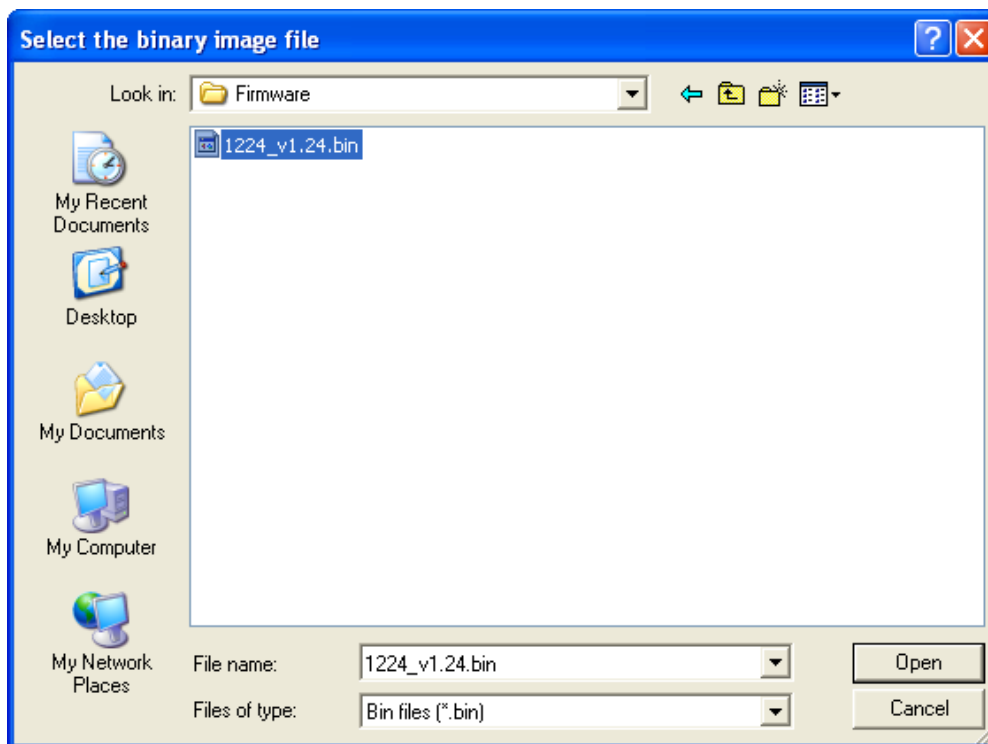 Select the binary image file
Look in:
Firmware
1224_v1.24.bin
My Recent
Documents
Desktop
My Documents
My Computer
My Network
Places
File name:
1224_v1.24.bin
Open
Files of type:
Bin files (*.bin)
Cancel